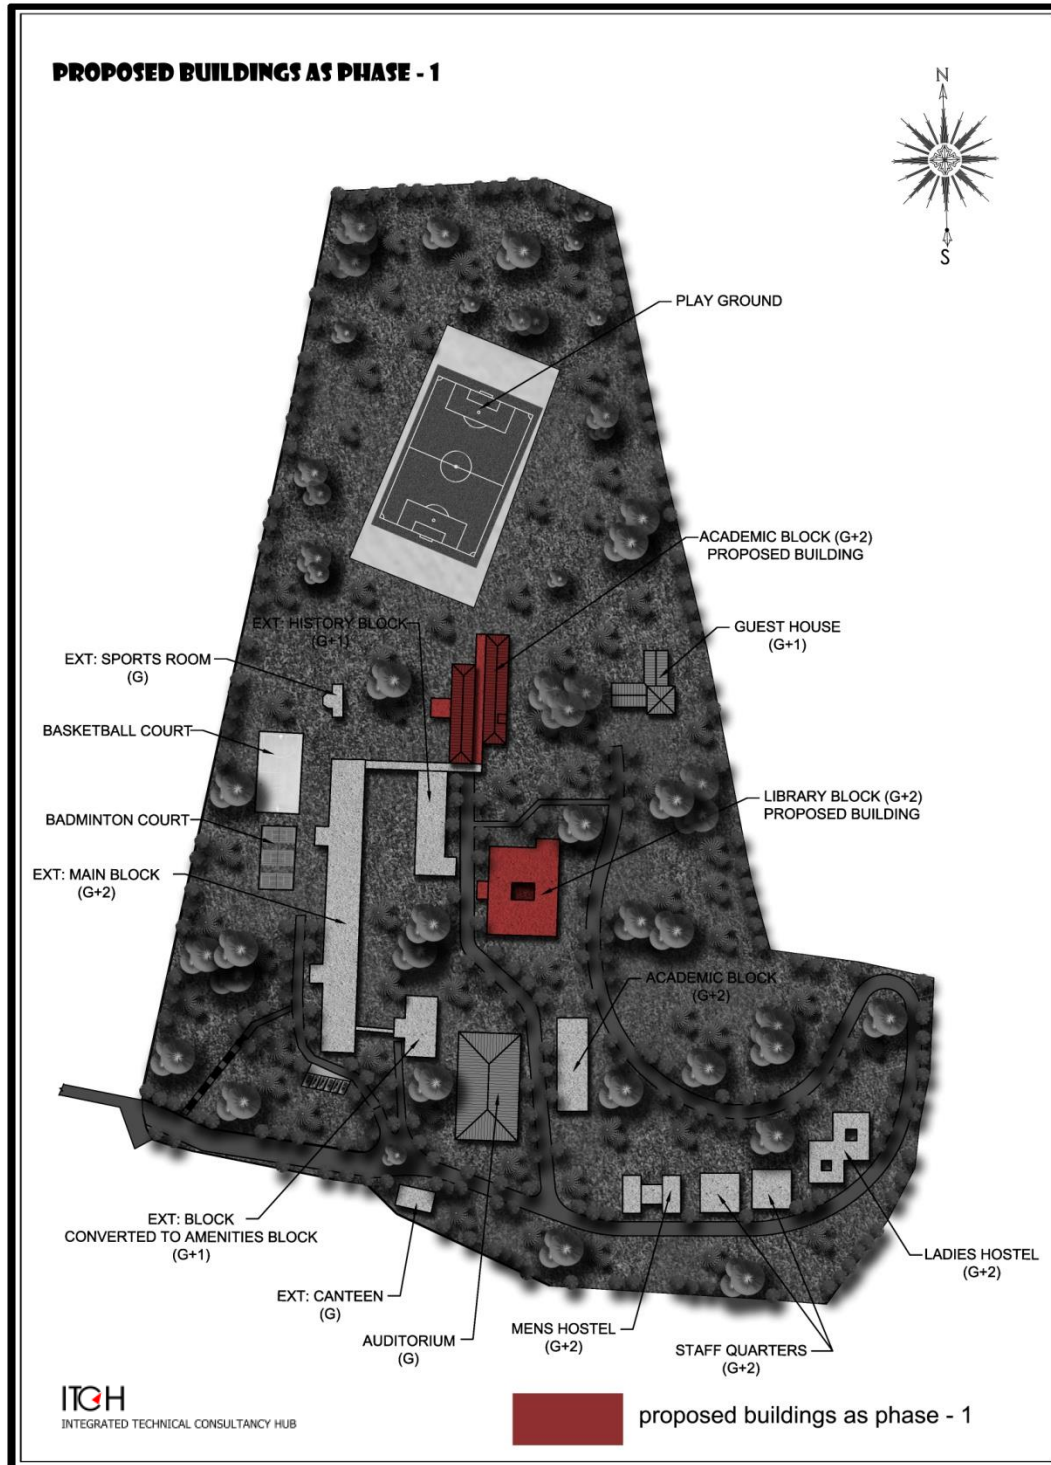 PROPOSED BUILDINGS AS PHASE - 1
N
S
PLAY GROUND
ACADEMIC BLOCK (G+2)
PROPOSED BUILDING
EXT: HISTORY BLOCK
(G+1)
GUEST HOUSE
(G+1)
EXT: SPORTS ROOM
(G)
BASKETBALL COURT
LIBRARY BLOCK (G+2)
PROPOSED BUILDING
BADMINTON COURT
EXT: MAIN BLOCK
(G+2)
ACADEMIC BLOCK
(G+2)
EXT: BLOCK
CONVERTED TO AMENITIES BLOCK
(G+1)
LADIES HOSTEL
(G+2)
EXT: CANTEEN
(G)
MENS HOSTEL
(G+2)
AUDITORIUM
(G)
STAFF QUARTERS
(G+2)
ITCH
INTEGRATED TECHNICAL CONSULTANCY HUB
proposed buildings as phase - 1